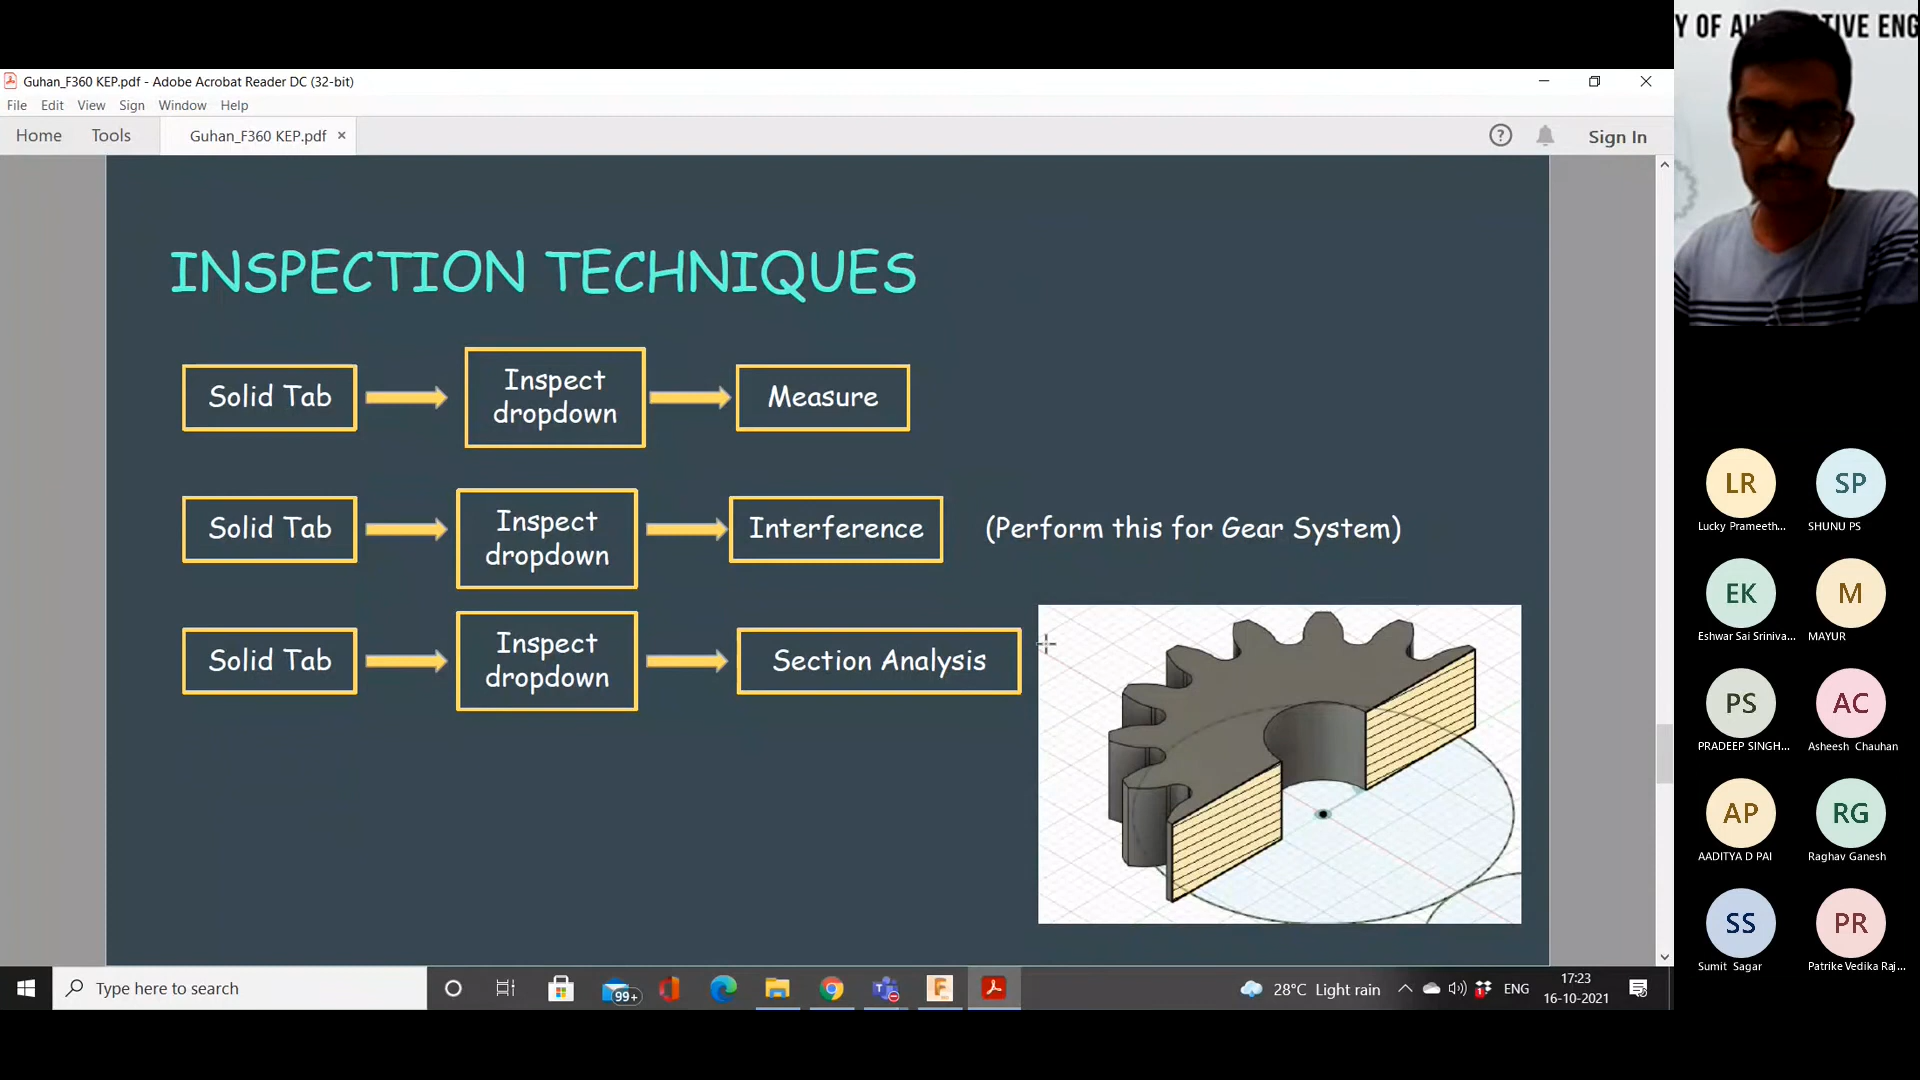 Y OF AUT
TIVE ENG
Guhan_F360 KEP.pdf - Adobe Acrobat Reader DC (32-bit)
File Edit View Sign Window Help
Home Tools Guhan_F360 KEP.pdf ×
Sign In
INSPECTION TECHNIQUES
Solid Tab
Inspect
dropdown
Measure
Solid Tab
Inspect
dropdown
Interference
(Perform this for Gear System)
Solid Tab
Inspect
dropdown
Section Analysis
LR
Lucky Prameeth...
SP
SHUNU PS
EK
Eshwar Sai Sriniva...
M
MAYUR
PS
PRADEEP SINGH...
AC
Asheesh Chauhan
AP
AADITYA D PAI
RG
Raghav Ganesh
SS
Sumit Sagar
PR
Patrike Vedika Raj...
Type here to search
99+
F
28°C Light rain
ENG
17:23
16-10-2021